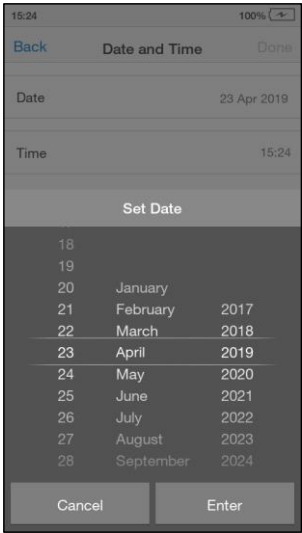 15:24 100%
Back Date and Time Done
Date 23 Apr 2019
Time 15:24
Set Date
18
19
20 January
21 February 2017
22 March 2018
23 April 2019
24 May 2020
25 June 2021
26 July 2022
27 August 2023
28 September 2024
Cancel Enter